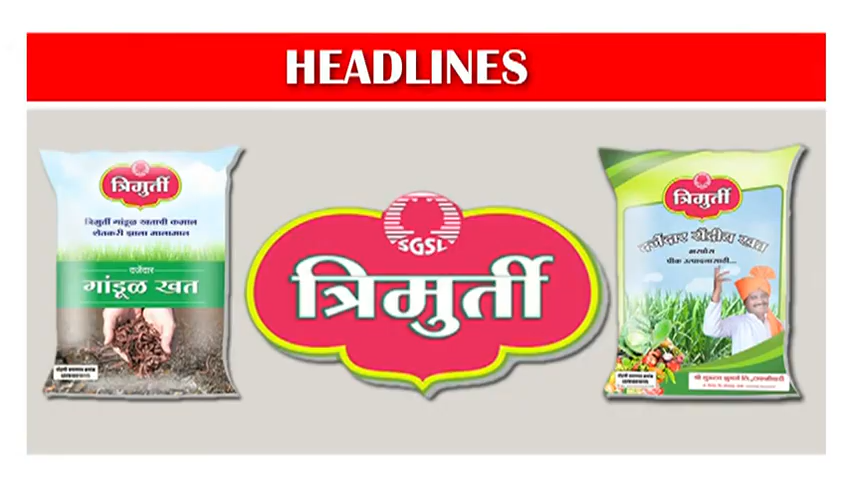 HEADLINES
त्रिमुर्ती
त्रिमुर्ती गांडूळ खताची कमाल
शेतकरी झाला मालामाल
दर्जेदार
गांडूळ खत
SGSL
त्रिमुर्ती
त्रिमुर्ती
दर्जेदार सेंद्रीय खत
भरघोस
पीक उत्पादनासाठी...